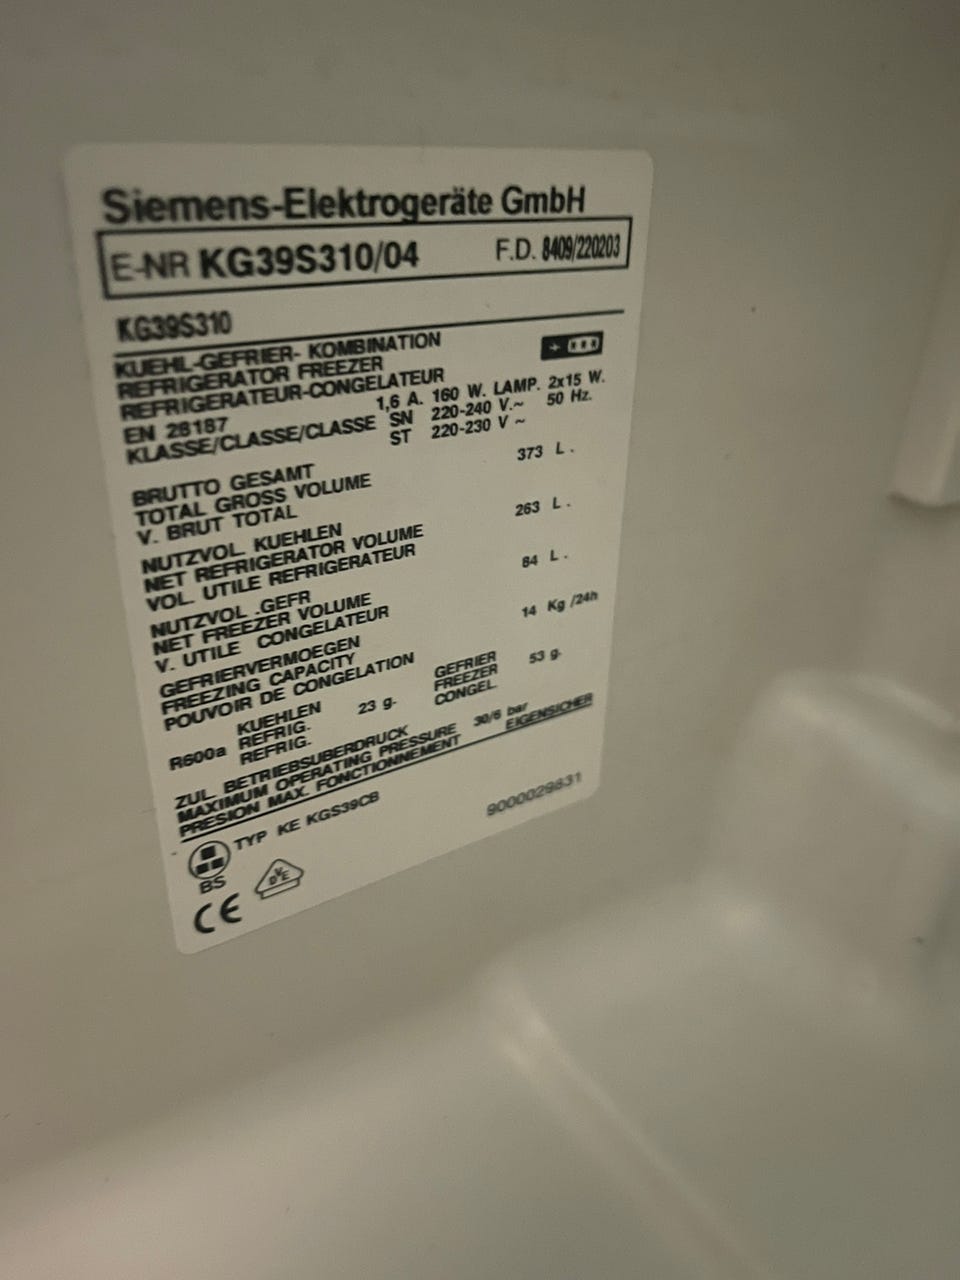 Siemens-Elektrogeräte GmbH
E-NR KG39S310/04 F.D. 8409/220203
KG39S310
KUEHL-GEFRIER- KOMBINATION
REFRIGERATOR FREEZER
REFRIGERATEUR-CONGELATEUR
EN 28187 1,6 A. 160 W. LAMP. 2x15 W.
KLASSE/CLASSE/CLASSE SN 220-240 V.~ 50 Hz.
ST 220-230 V ~
BRUTTO GESAMT
TOTAL GROSS VOLUME 373 L.
V. BRUT TOTAL
NUTZVOL. KUEHLEN
NET REFRIGERATOR VOLUME 263 L.
VOL. UTILE REFRIGERATEUR
NUTZVOL .GEFR
NET FREEZER VOLUME 84 L.
V. UTILE CONGELATEUR
GEFRIERVERMOEGEN
FREEZING CAPACITY 14 Kg /24h
POUVOIR DE CONGELATION
KUEHLEN GEFRIER
R600a REFRIG. 23 g. FREEZER 53 g.
REFRIG. CONGEL.
ZUL. BETRIEBSUBERDRUCK
MAXIMUM OPERATING PRESSURE 30/6 bar
PRESION MAX. FONCTIONNEMENT EIGENSICHER
TYP KE KGS39CB 9000029831
BS
DVE
CE